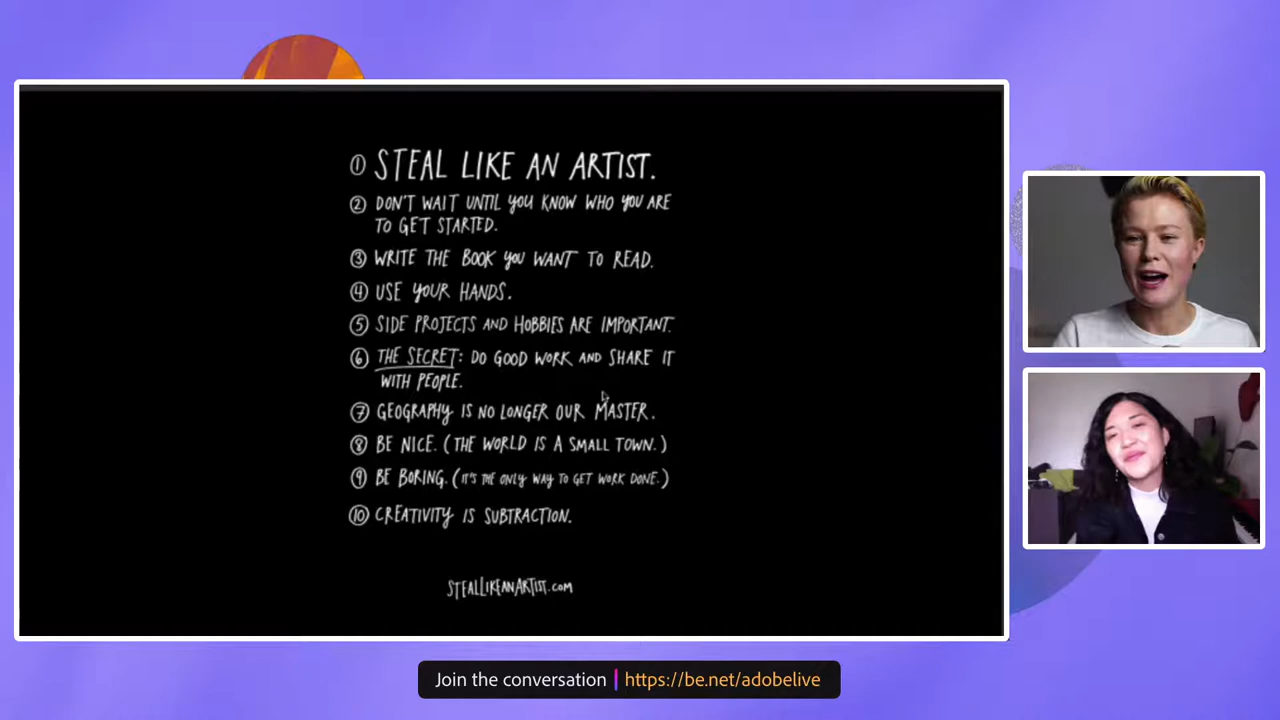 ① STEAL LIKE AN ARTIST.
② DON'T WAIT UNTIL YOU KNOW WHO YOU ARE
TO GET STARTED.
③ WRITE THE BOOK YOU WANT TO READ.
④ USE YOUR HANDS.
⑤ SIDE PROJECTS AND HOBBIES ARE IMPORTANT.
⑥ THE SECRET: DO GOOD WORK AND SHARE IT
WITH PEOPLE.
⑦ GEOGRAPHY IS NO LONGER OUR MASTER.
⑧ BE NICE. (THE WORLD IS A SMALL TOWN.)
⑨ BE BORING. (IT'S THE ONLY WAY TO GET WORK DONE.)
⑩ CREATIVITY IS SUBTRACTION.
STEALLIKEANARTIST.COM
Join the conversation | https://be.net/adobelive